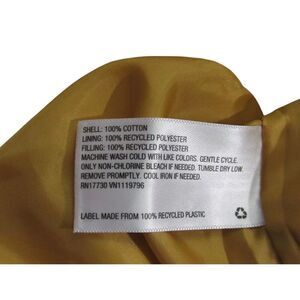 SHELL: 100% COTTON
LINING: 100% RECYCLED POLYESTER
FILLING: 100% RECYCLED POLYESTER
MACHINE WASH COLD WITH LIKE COLORS. GENTLE CYCLE.
ONLY NON-CHLORINE BLEACH IF NEEDED. TUMBLE DRY LOW.
REMOVE PROMPTLY. COOL IRON IF NEEDED.
RN17730 VN1119796
LABEL MADE FROM 100% RECYCLED PLASTIC